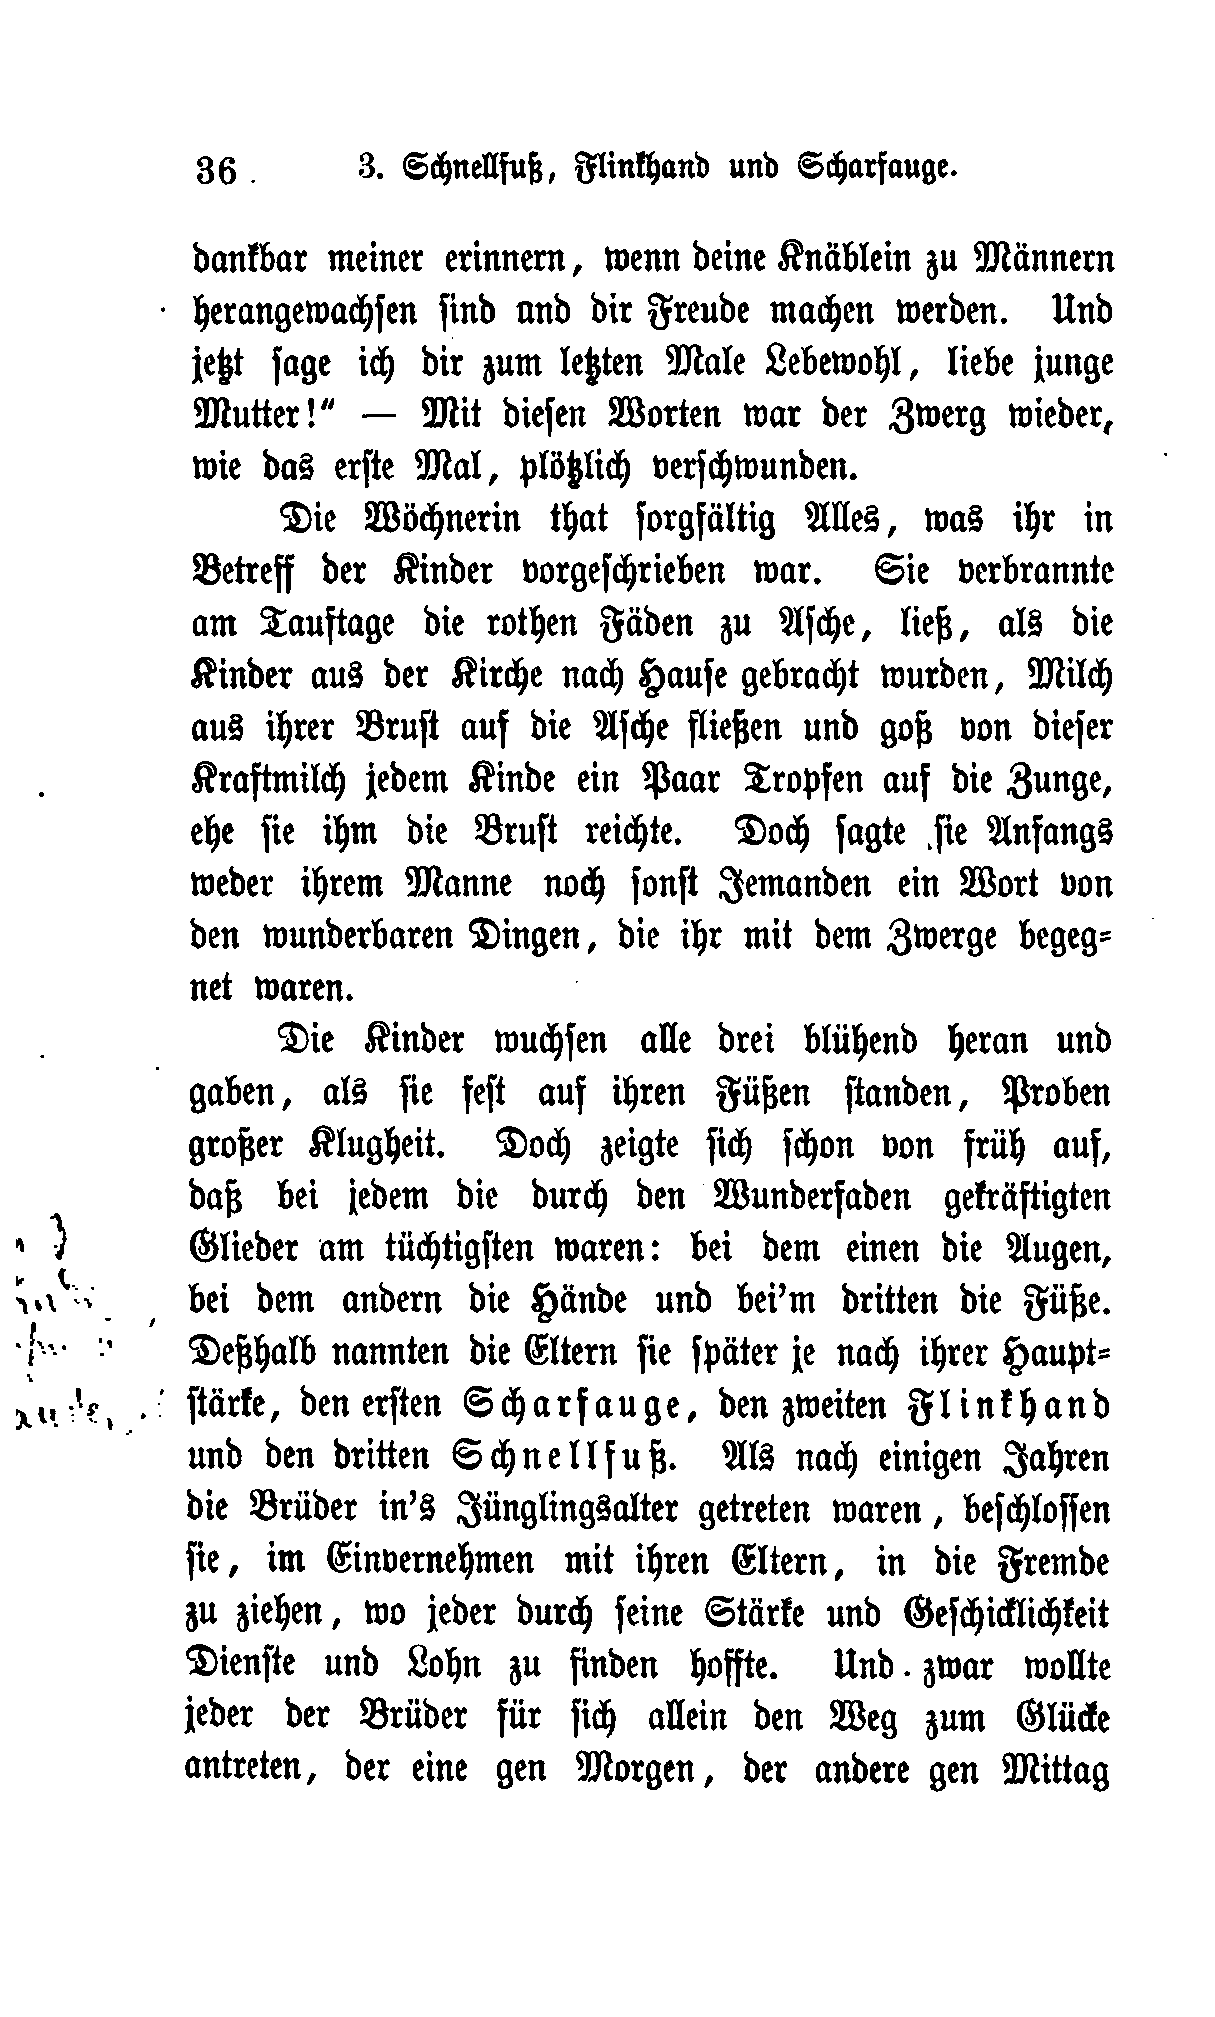 36 3. Schnellfuß, Flinkhand und Scharfauge.
dankbar meiner erinnern, wenn deine Knäblein zu Männern
herangewachsen sind und dir Freude machen werden. Und
jetzt sage ich dir zum letzten Male Lebewohl, liebe junge
Mutter!" — Mit diesen Worten war der Zwerg wieder,
wie das erste Mal, plötzlich verschwunden.
Die Wöchnerin that sorgfältig Alles, was ihr in
Betreff der Kinder vorgeschrieben war. Sie verbrannte
am Tauftage die rothen Fäden zu Asche, ließ, als die
Kinder aus der Kirche nach Hause gebracht wurden, Milch
aus ihrer Brust auf die Asche fließen und goß von dieser
Kraftmilch jedem Kinde ein Paar Tropfen auf die Zunge,
ehe sie ihm die Brust reichte. Doch sagte sie Anfangs
weder ihrem Manne noch sonst Jemanden ein Wort von
den wunderbaren Dingen, die ihr mit dem Zwerge begeg-
net waren.
Die Kinder wuchsen alle drei blühend heran und
gaben, als sie fest auf ihren Füßen standen, Proben
großer Klugheit. Doch zeigte sich schon von früh auf,
daß bei jedem die durch den Wunderfaden gekräftigten
Glieder am tüchtigsten waren: bei dem einen die Augen,
bei dem andern die Hände und bei'm dritten die Füße.
Deßhalb nannten die Eltern sie später je nach ihrer Haupt-
stärke, den ersten Scharfauge, den zweiten Flinkhand
und den dritten Schnellfuß. Als nach einigen Jahren
die Brüder in's Jünglingsalter getreten waren, beschlossen
sie, im Einvernehmen mit ihren Eltern, in die Fremde
zu ziehen, wo jeder durch seine Stärke und Geschicklichkeit
Dienste und Lohn zu finden hoffte. Und zwar wollte
jeder der Brüder für sich allein den Weg zum Glücke
antreten, der eine gen Morgen, der andere gen Mittag